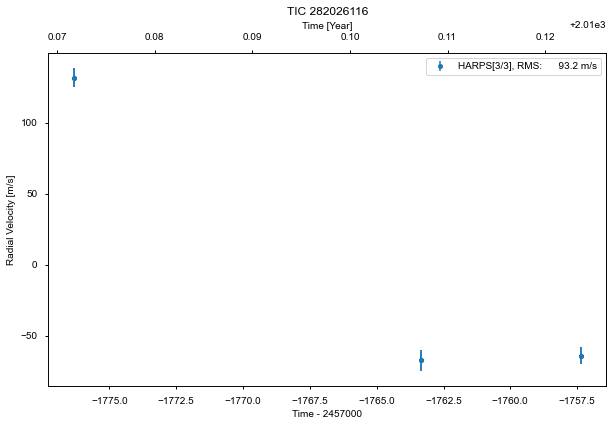 TIC 282026116
Time [Year]
+2.01e3
0.07 0.08 0.09 0.10 0.11 0.12
HARPS[3/3], RMS: 93.2 m/s
100
50
0
−50
Radial Velocity [m/s]
−1775.0 −1772.5 −1770.0 −1767.5 −1765.0 −1762.5 −1760.0 −1757.5
Time - 2457000